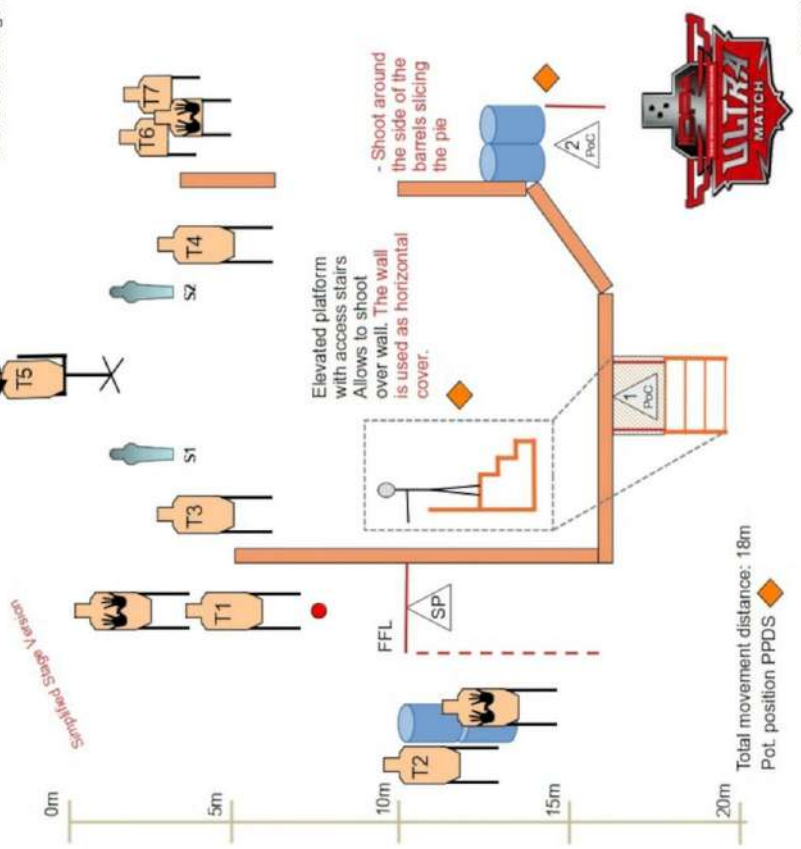 Simplified Stage Version
0m
5m
10m
15m
20m
T1
T2
T3
T4
T5
T6
T7
S1
S2
FFL
SP
1
PoC
2
PoC
Elevated platform
with access stairs
Allows to shoot
over wall. The wall
is used as horizontal
cover.
- Shoot around
the side of the
barrels slicing
the pie
Total movement distance: 18m
Pot. position PPDS
ULTRA
MATCH